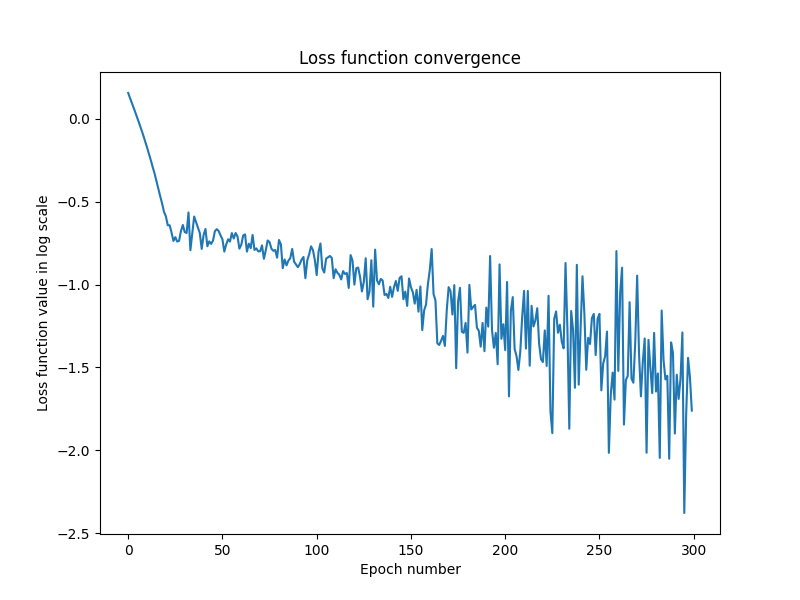 Loss function convergence
Loss function value in log scale
0.0
−0.5
−1.0
−1.5
−2.0
−2.5
0 50 100 150 200 250 300
Epoch number